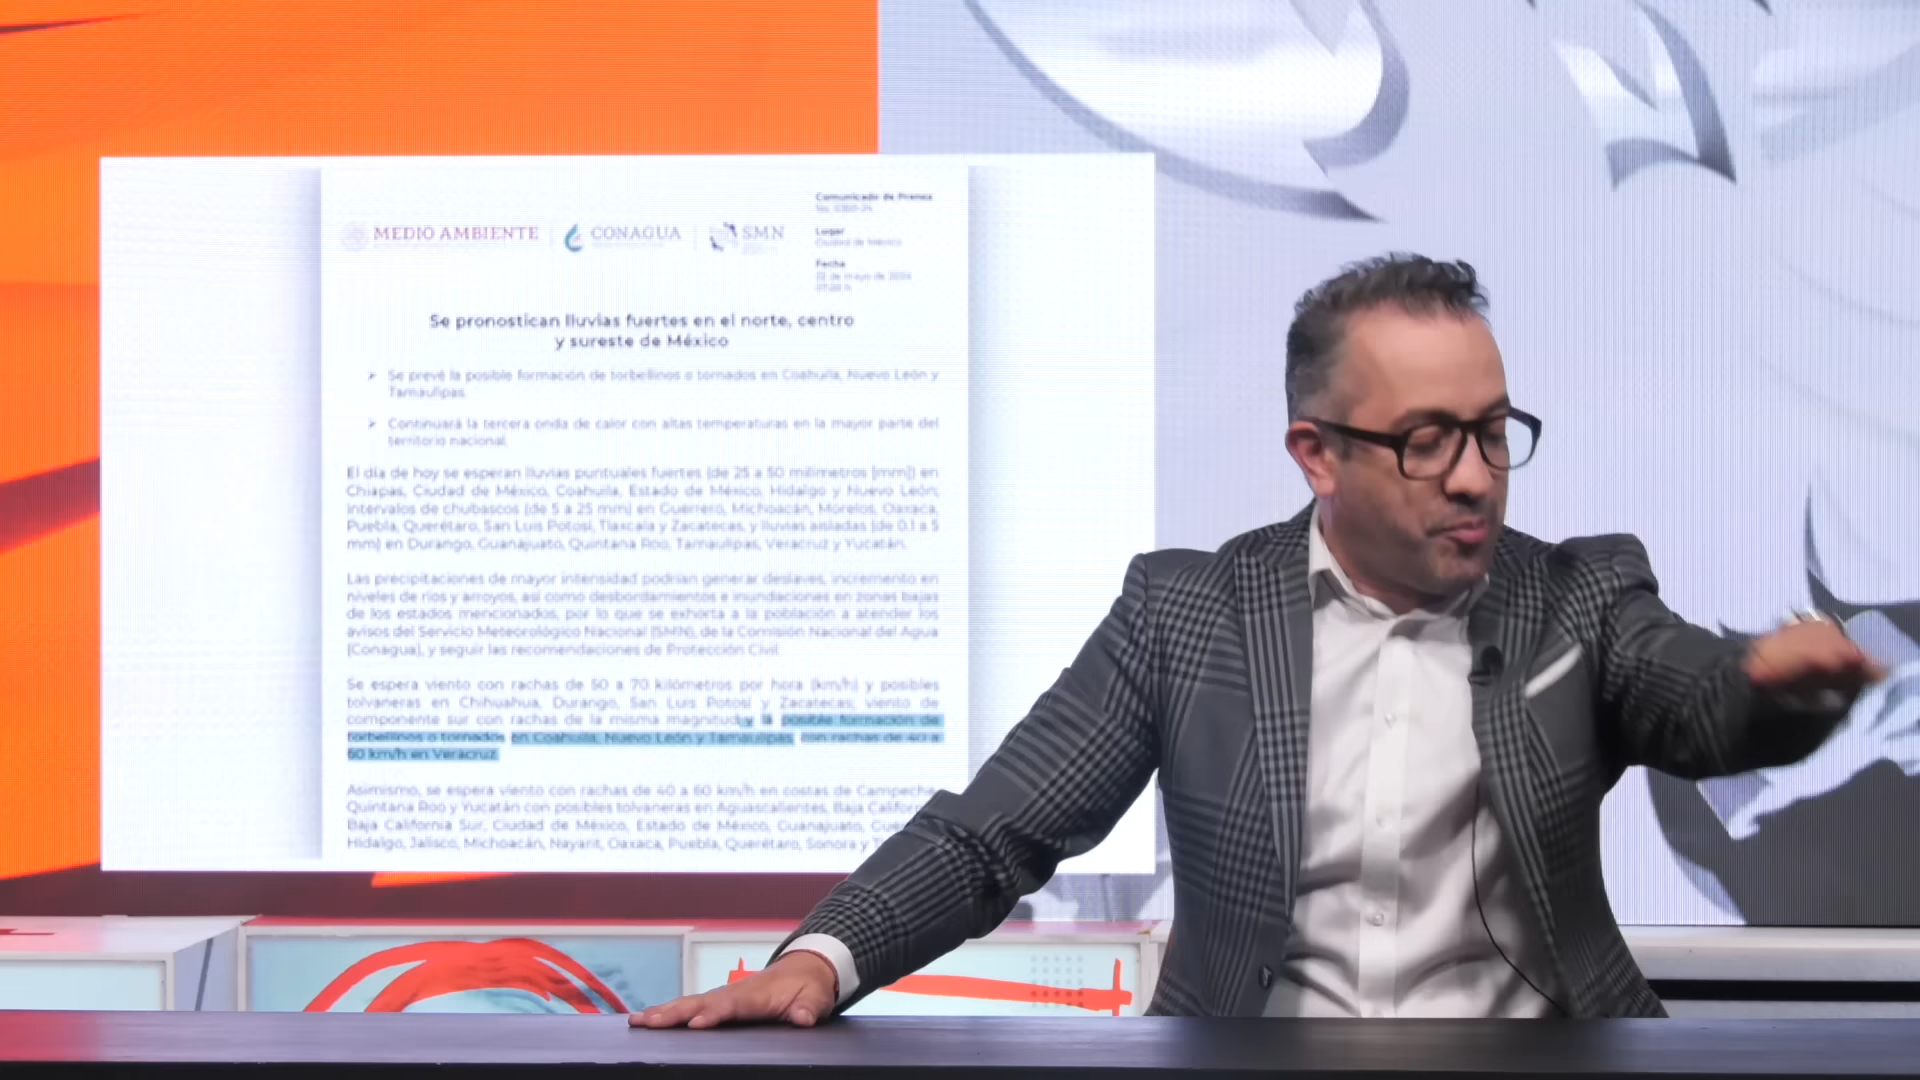 Comunicado de Prensa
MEDIO AMBIENTE
CONAGUA
SMN
Lugar
Ciudad de México
Fecha
de mayo de 2024
Se pronostican lluvias fuertes en el norte, centro
y sureste de México
➤ Se prevé la posible formación de torbellinos o tornados en Coahuila, Nuevo León y
Tamaulipas.
➤ Continuará la tercera onda de calor con altas temperaturas en la mayor parte del
territorio nacional.
El día de hoy se esperan lluvias puntuales fuertes (de 25 a 50 milímetros [mm]) en
Chiapas, Ciudad de México, Coahuila, Estado de México, Hidalgo y Nuevo León;
intervalos de chubascos (de 5 a 25 mm) en Guerrero, Michoacán, Morelos, Oaxaca,
Puebla, Querétaro, San Luis Potosí, Tlaxcala y Zacatecas, y lluvias aisladas (de 0.1 a 5
mm) en Durango, Guanajuato, Quintana Roo, Tamaulipas, Veracruz y Yucatán.
Las precipitaciones de mayor intensidad podrían generar deslaves, incremento en
niveles de ríos y arroyos, así como desbordamientos e inundaciones en zonas bajas
de los estados mencionados, por lo que se exhorta a la población a atender los
avisos del Servicio Meteorológico Nacional (SMN), de la Comisión Nacional del Agua
(Conagua), y seguir las recomendaciones de Protección Civil.
Se espera viento con rachas de 50 a 70 kilómetros por hora (km/h) y posibles
tolvaneras en Chihuahua, Durango, San Luis Potosí y Zacatecas; viento de
componente sur con rachas de la misma magnitud y la posible formación de
torbellinos o tornados en Coahuila, Nuevo León y Tamaulipas, con rachas de 40 a
60 km/h en Veracruz.
Asimismo, se espera viento con rachas de 40 a 60 km/h en costas de Campeche,
Quintana Roo y Yucatán con posibles tolvaneras en Aguascalientes, Baja Califor
Baja California Sur, Ciudad de México, Estado de México, Guanajuato, Gue
Hidalgo, Jalisco, Michoacán, Nayarit, Oaxaca, Puebla, Querétaro, Sonora y T